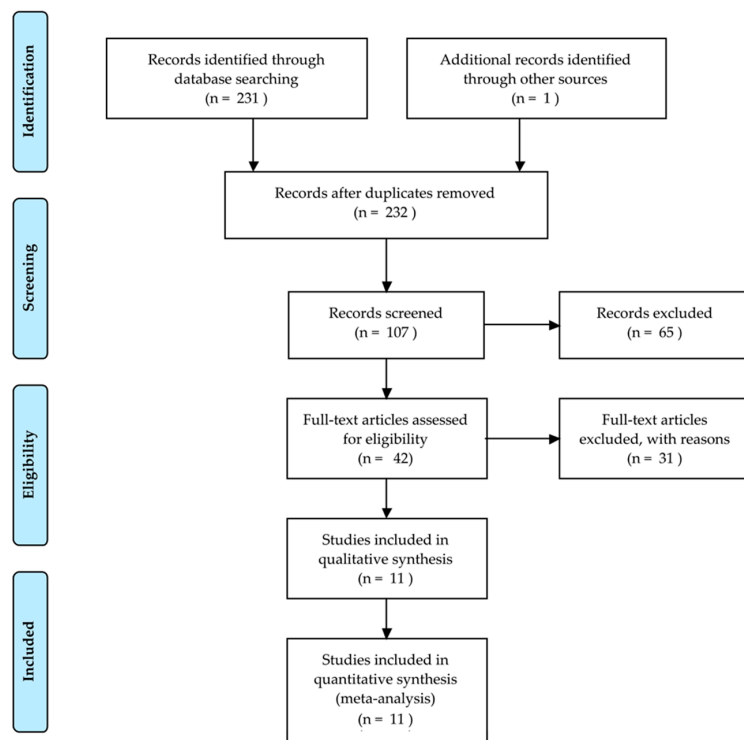 Identification
Records identified through
database searching
(n = 231 )
Additional records identified
through other sources
(n = 1 )
Records after duplicates removed
(n = 232 )
Screening
Records screened
(n = 107 )
Records excluded
(n = 65 )
Eligibility
Full-text articles assessed
for eligibility
(n = 42)
Full-text articles
excluded, with reasons
(n = 31 )
Studies included in
qualitative synthesis
(n = 11 )
Included
Studies included in
quantitative synthesis
(meta-analysis)
(n = 11 )